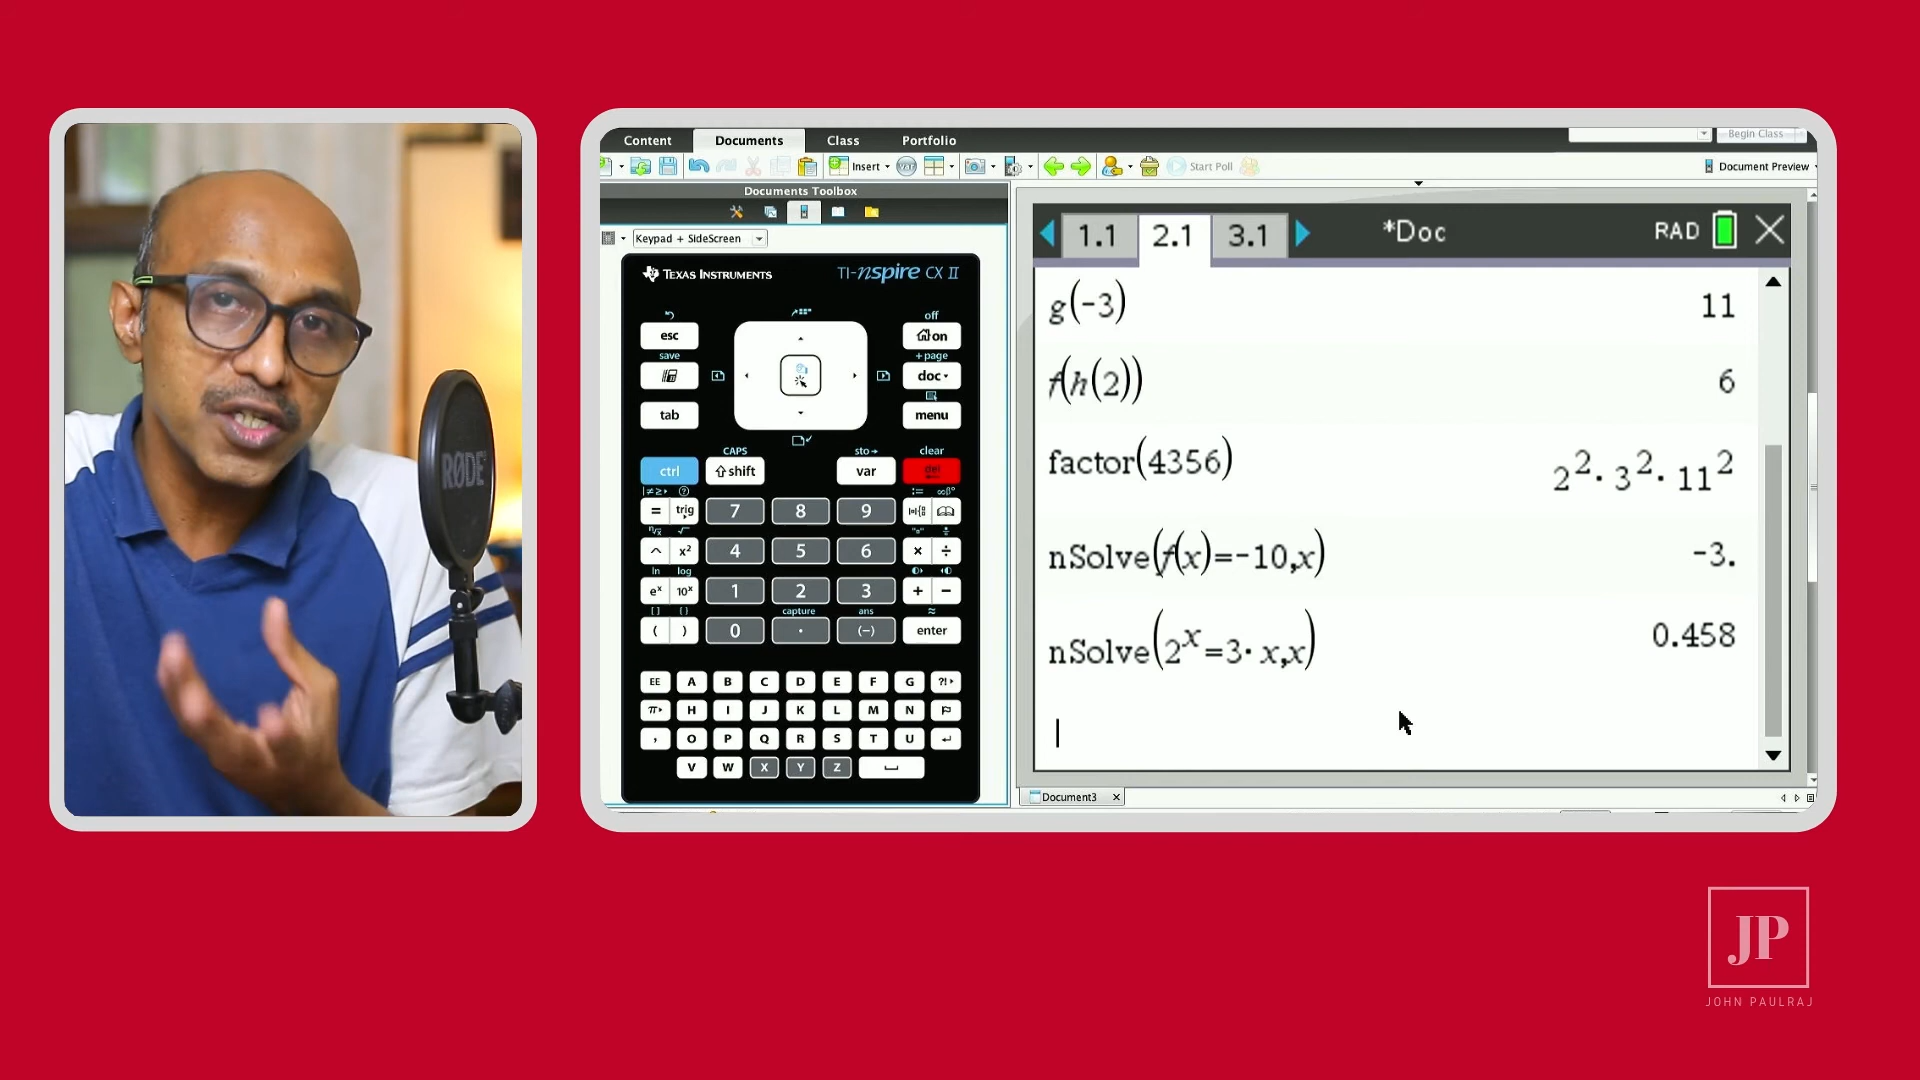 RØDE
Content Documents Class Portfolio
Begin Class
Insert
Start Poll
Document Preview
Documents Toolbox
Keypad + SideScreen
TEXAS INSTRUMENTS TI-nspire CX II
esc
save
tab
off
on
+ page
doc
menu
CAPS sto→ clear
ctrl shift var del
= trig 7 8 9
^ x² 4 5 6 × ÷
ln log
eˣ 10ˣ 1 2 3 + −
[ ] { } capture ans ≈
( ) 0 . (−) enter
EE A B C D E F G ?!
π H I J K L M N
, O P Q R S T U
V W X Y Z
1.1 2.1 3.1 *Doc RAD
g(-3) 11
f(h(2)) 6
factor(4356) 2²·3²·11²
nSolve(f(x)=-10,x) -3.
nSolve(2ˣ=3·x,x) 0.458
Document3
JP
JOHN PAULRAJ